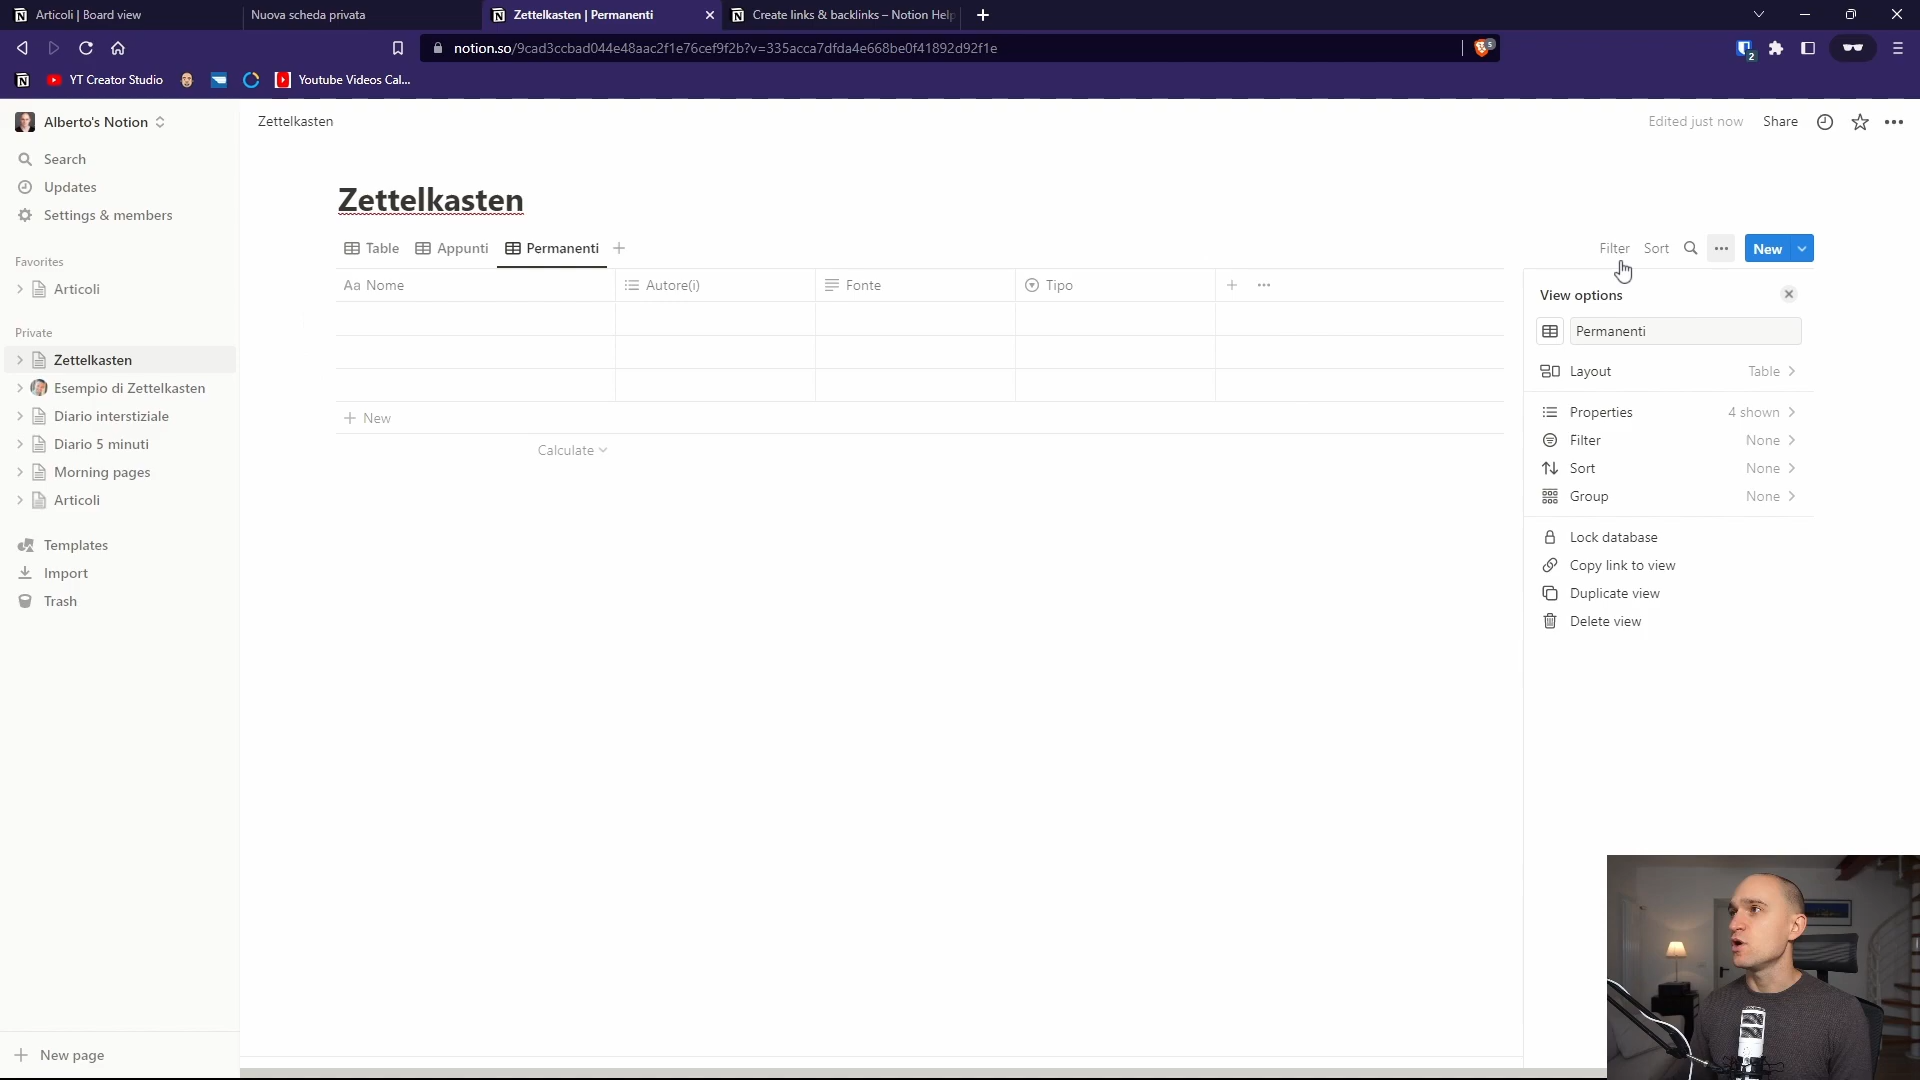 Articoli | Board view
Nuova scheda privata
Zettelkasten | Permanenti
Create links & backlinks – Notion Help
notion.so/9cad3ccbad044e48aac2f1e76cef9f2b?v=335acca7dfda4e668be0f41892d92f1e
5
2
YT Creator Studio
Youtube Videos Cal...
Alberto's Notion
Search
Updates
Settings & members
Favorites
Articoli
Private
Zettelkasten
Esempio di Zettelkasten
Diario interstiziale
Diario 5 minuti
Morning pages
Articoli
Templates
Import
Trash
New page
Zettelkasten
Edited just now
Share
Zettelkasten
Table
Appunti
Permanenti
Filter
Sort
New
Aa Nome
Autore(i)
Fonte
Tipo
New
Calculate
View options
Permanenti
Layout
Table
Properties
4 shown
Filter
None
Sort
None
Group
None
Lock database
Copy link to view
Duplicate view
Delete view